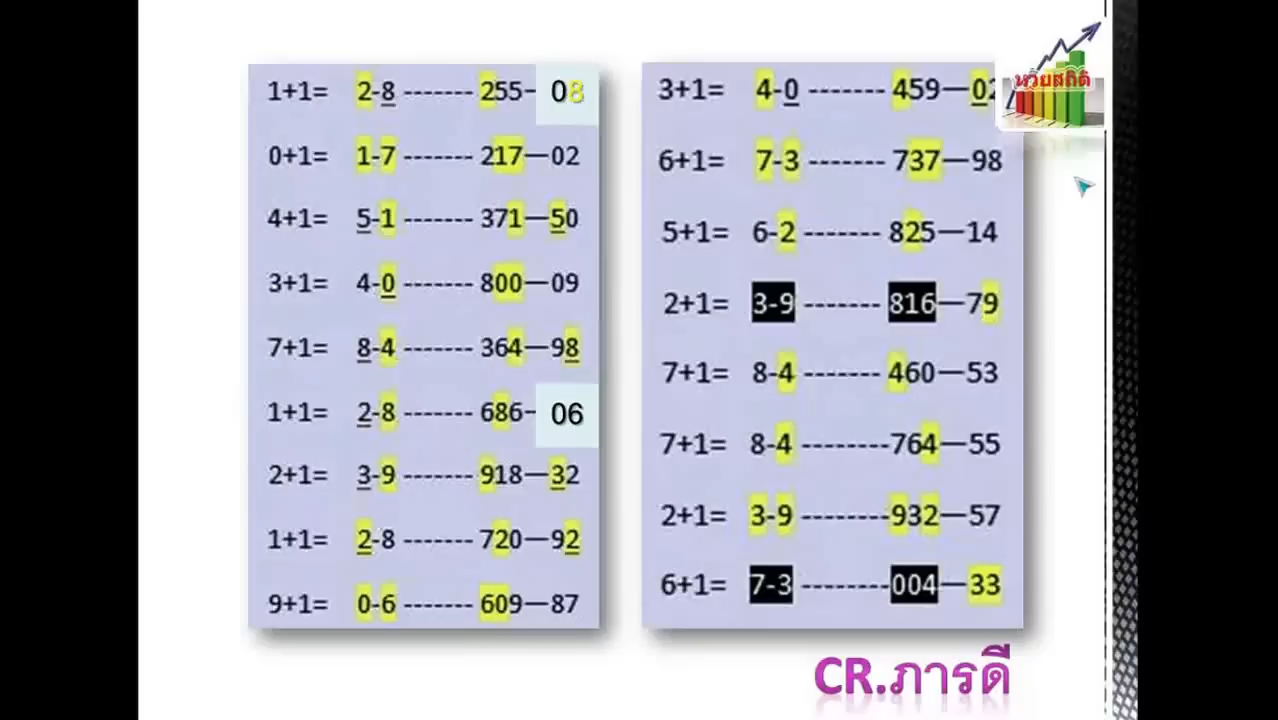 1+1= 2-8 ------- 255-08
0+1= 1-7 ------- 217—02
4+1= 5-1 ------- 371—50
3+1= 4-0 ------- 800—09
7+1= 8-4 ------- 364—98
1+1= 2-8 ------- 686-06
2+1= 3-9 ------- 918—32
1+1= 2-8 ------- 720—92
9+1= 0-6 ------- 609—87
3+1= 4-0 -------- 459—02
6+1= 7-3 -------- 737—98
5+1= 6-2 ------- 825—14
2+1= 3-9 ------- 816—79
7+1= 8-4 ------- 460—53
7+1= 8-4 --------764—55
2+1= 3-9 --------932—57
6+1= 7-3 --------004—33
หวยสถิติ
CR.ภารดี